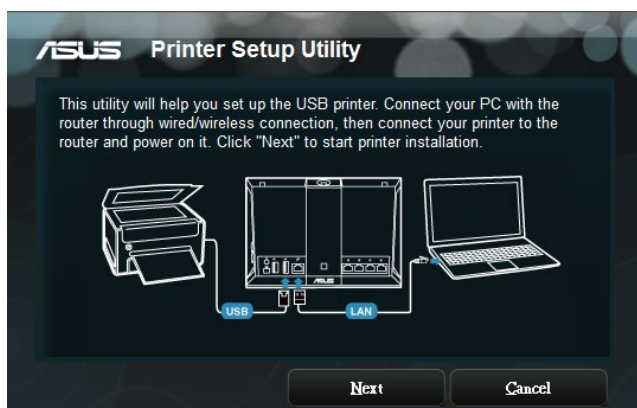 ASUS Printer Setup Utility
This utility will help you set up the USB printer. Connect your PC with the
router through wired/wireless connection, then connect your printer to the
router and power on it. Click "Next" to start printer installation.
ASUS
USB LAN
Next Cancel